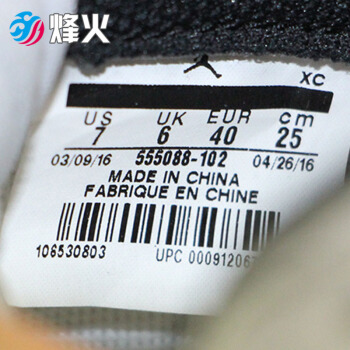 烽火
XC
US UK EUR cm
7 6 40 25
03/09/16 555088-102 04/26/16
MADE IN CHINA
FABRIQUE EN CHINE
106530803 UPC 00091206